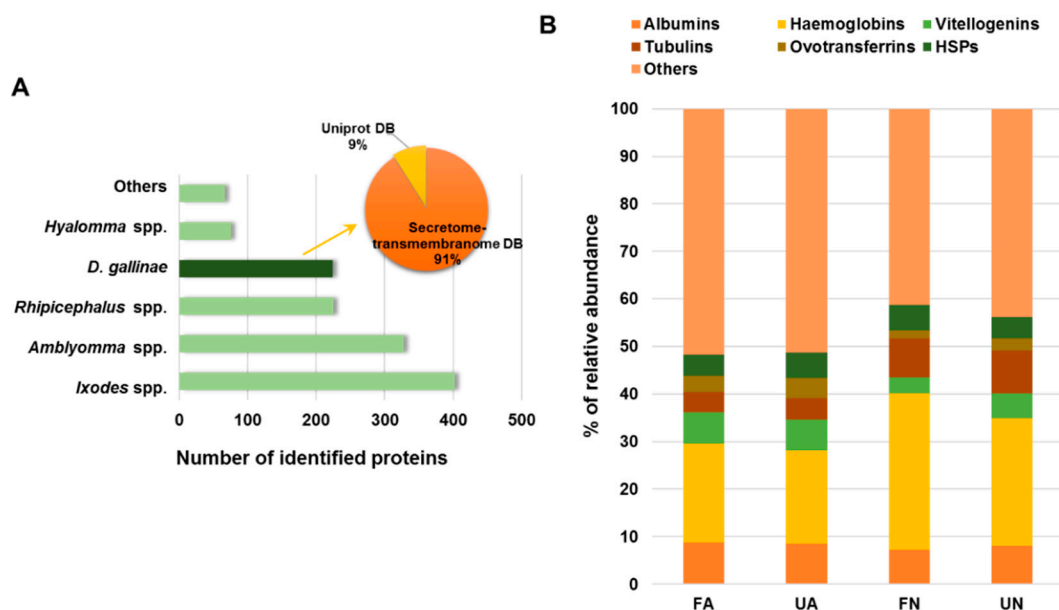 A
Uniprot DB
9%
Secretome-
transmembranome DB
91%
Others
Hyalomma spp.
D. gallinae
Rhipicephalus spp.
Amblyomma spp.
Ixodes spp.
0 100 200 300 400 500
Number of identified proteins
B
Albumins Haemoglobins Vitellogenins
Tubulins Ovotransferrins HSPs
Others
% of relative abundance
100
90
80
70
60
50
40
30
20
10
0
FA UA FN UN